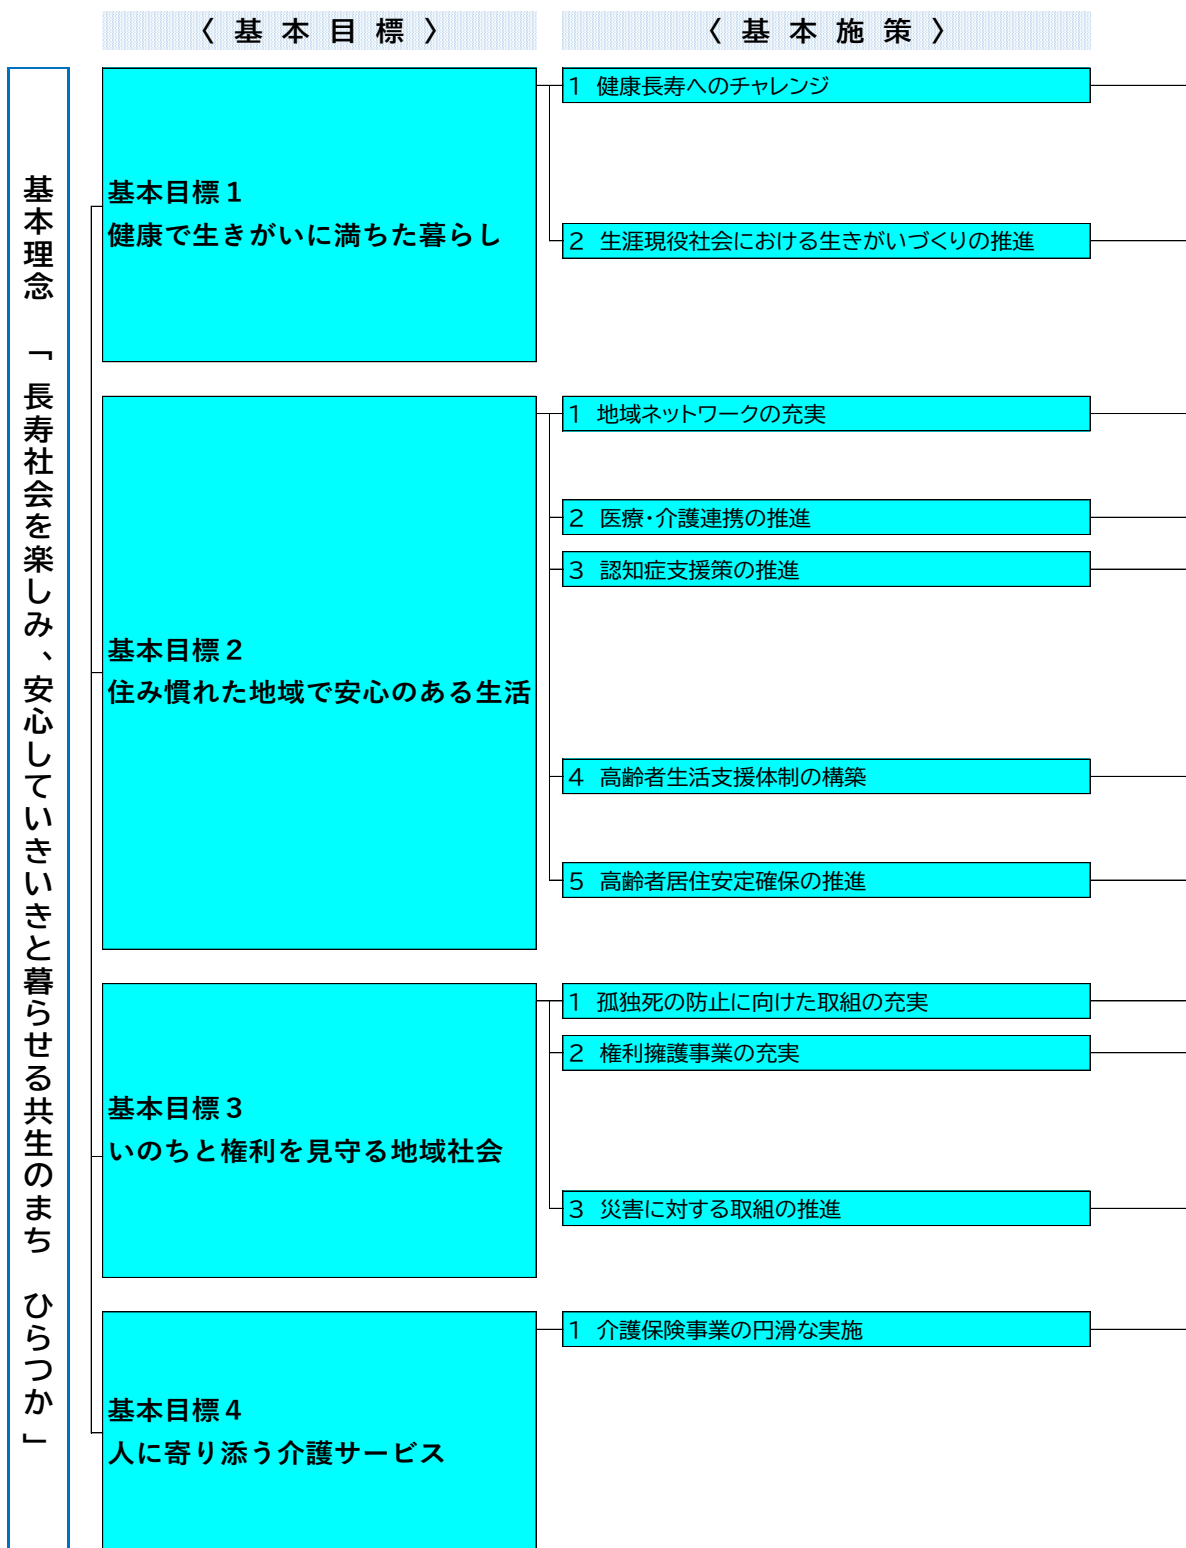 〈 基 本 目 標 〉
〈 基 本 施 策 〉
基本理念 「長寿社会を楽しみ、安心していきいきと暮らせる共生のまち ひらつか」
基本目標1
健康で生きがいに満ちた暮らし
1 健康長寿へのチャレンジ
2 生涯現役社会における生きがいづくりの推進
基本目標2
住み慣れた地域で安心のある生活
1 地域ネットワークの充実
2 医療・介護連携の推進
3 認知症支援策の推進
4 高齢者生活支援体制の構築
5 高齢者居住安定確保の推進
基本目標3
いのちと権利を見守る地域社会
1 孤独死の防止に向けた取組の充実
2 権利擁護事業の充実
3 災害に対する取組の推進
基本目標4
人に寄り添う介護サービス
1 介護保険事業の円滑な実施